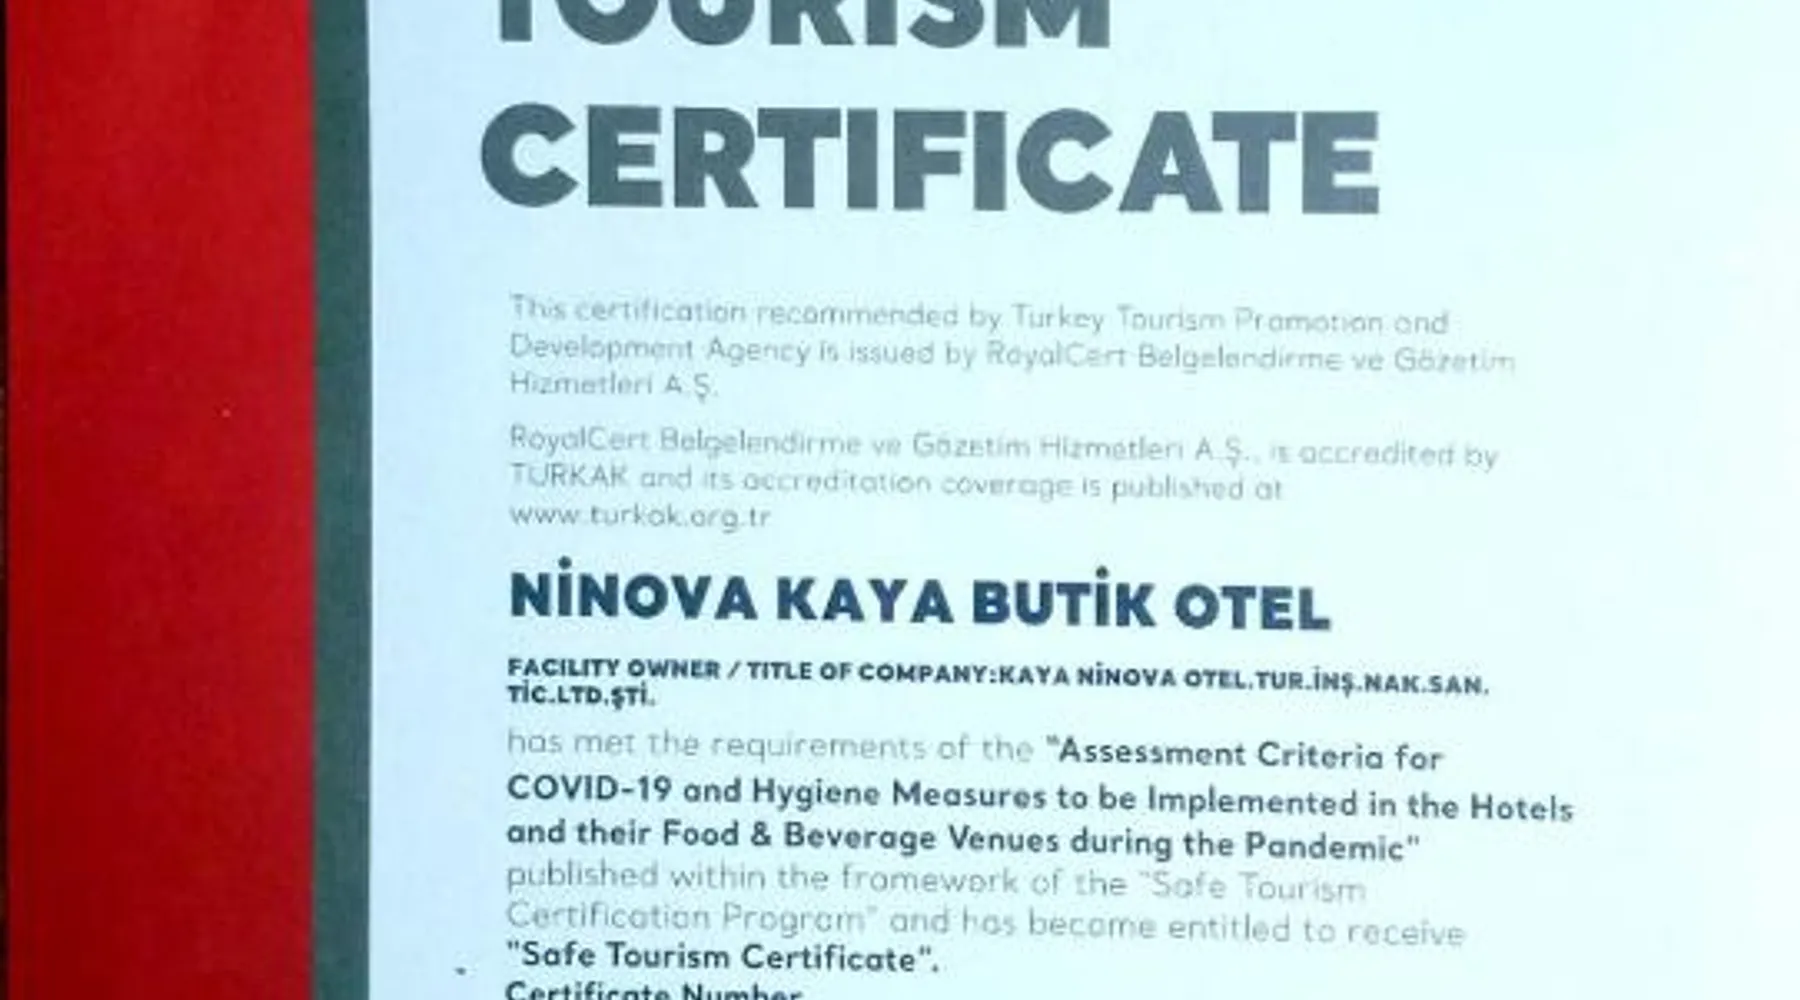 TOURISM
CERTIFICATE
This certification recommended by Turkey Tourism Promotion and
Development Agency is issued by RoyalCert Belgelendirme ve Gözetim
Hizmetleri A.Ş.
RoyalCert Belgelendirme ve Gözetim Hizmetleri A.Ş., is accredited by
TURKAK and its accreditation coverage is published at
www.turkak.org.tr
NİNOVA KAYA BUTİK OTEL
FACILITY OWNER / TITLE OF COMPANY:KAYA NİNOVA OTEL.TUR.İNŞ.NAK.SAN.
TİC.LTD.ŞTİ.
has met the requirements of the "Assessment Criteria for
COVID-19 and Hygiene Measures to be Implemented in the Hotels
and their Food & Beverage Venues during the Pandemic"
published within the framework of the "Safe Tourism
Certification Program" and has become entitled to receive
"Safe Tourism Certificate".
Certificate Number